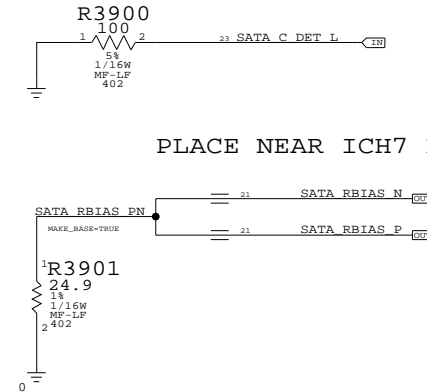 R3900
100
1 2
23 SATA_C_DET_L
IN
5%
1/16W
MF-LF
402
PLACE NEAR ICH7
21 SATA_RBIAS_N
SATA_RBIAS_PN
MAKE_BASE=TRUE
21 SATA_RBIAS_P
1
R3901
24.9
1%
1/16W
MF-LF
402
2
0